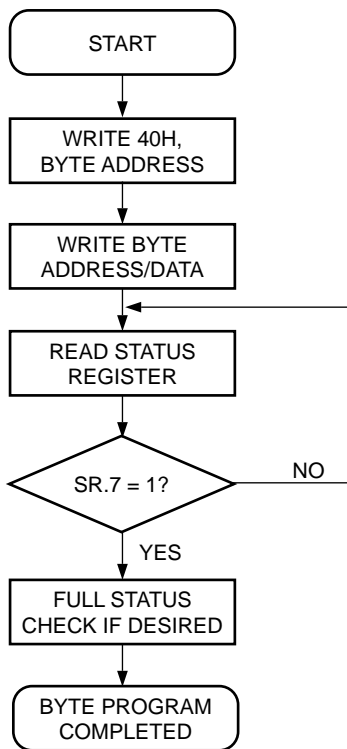 START
WRITE 40H,
BYTE ADDRESS
WRITE BYTE
ADDRESS/DATA
READ STATUS
REGISTER
SR.7 = 1?
NO
YES
FULL STATUS
CHECK IF DESIRED
BYTE PROGRAM
COMPLETED